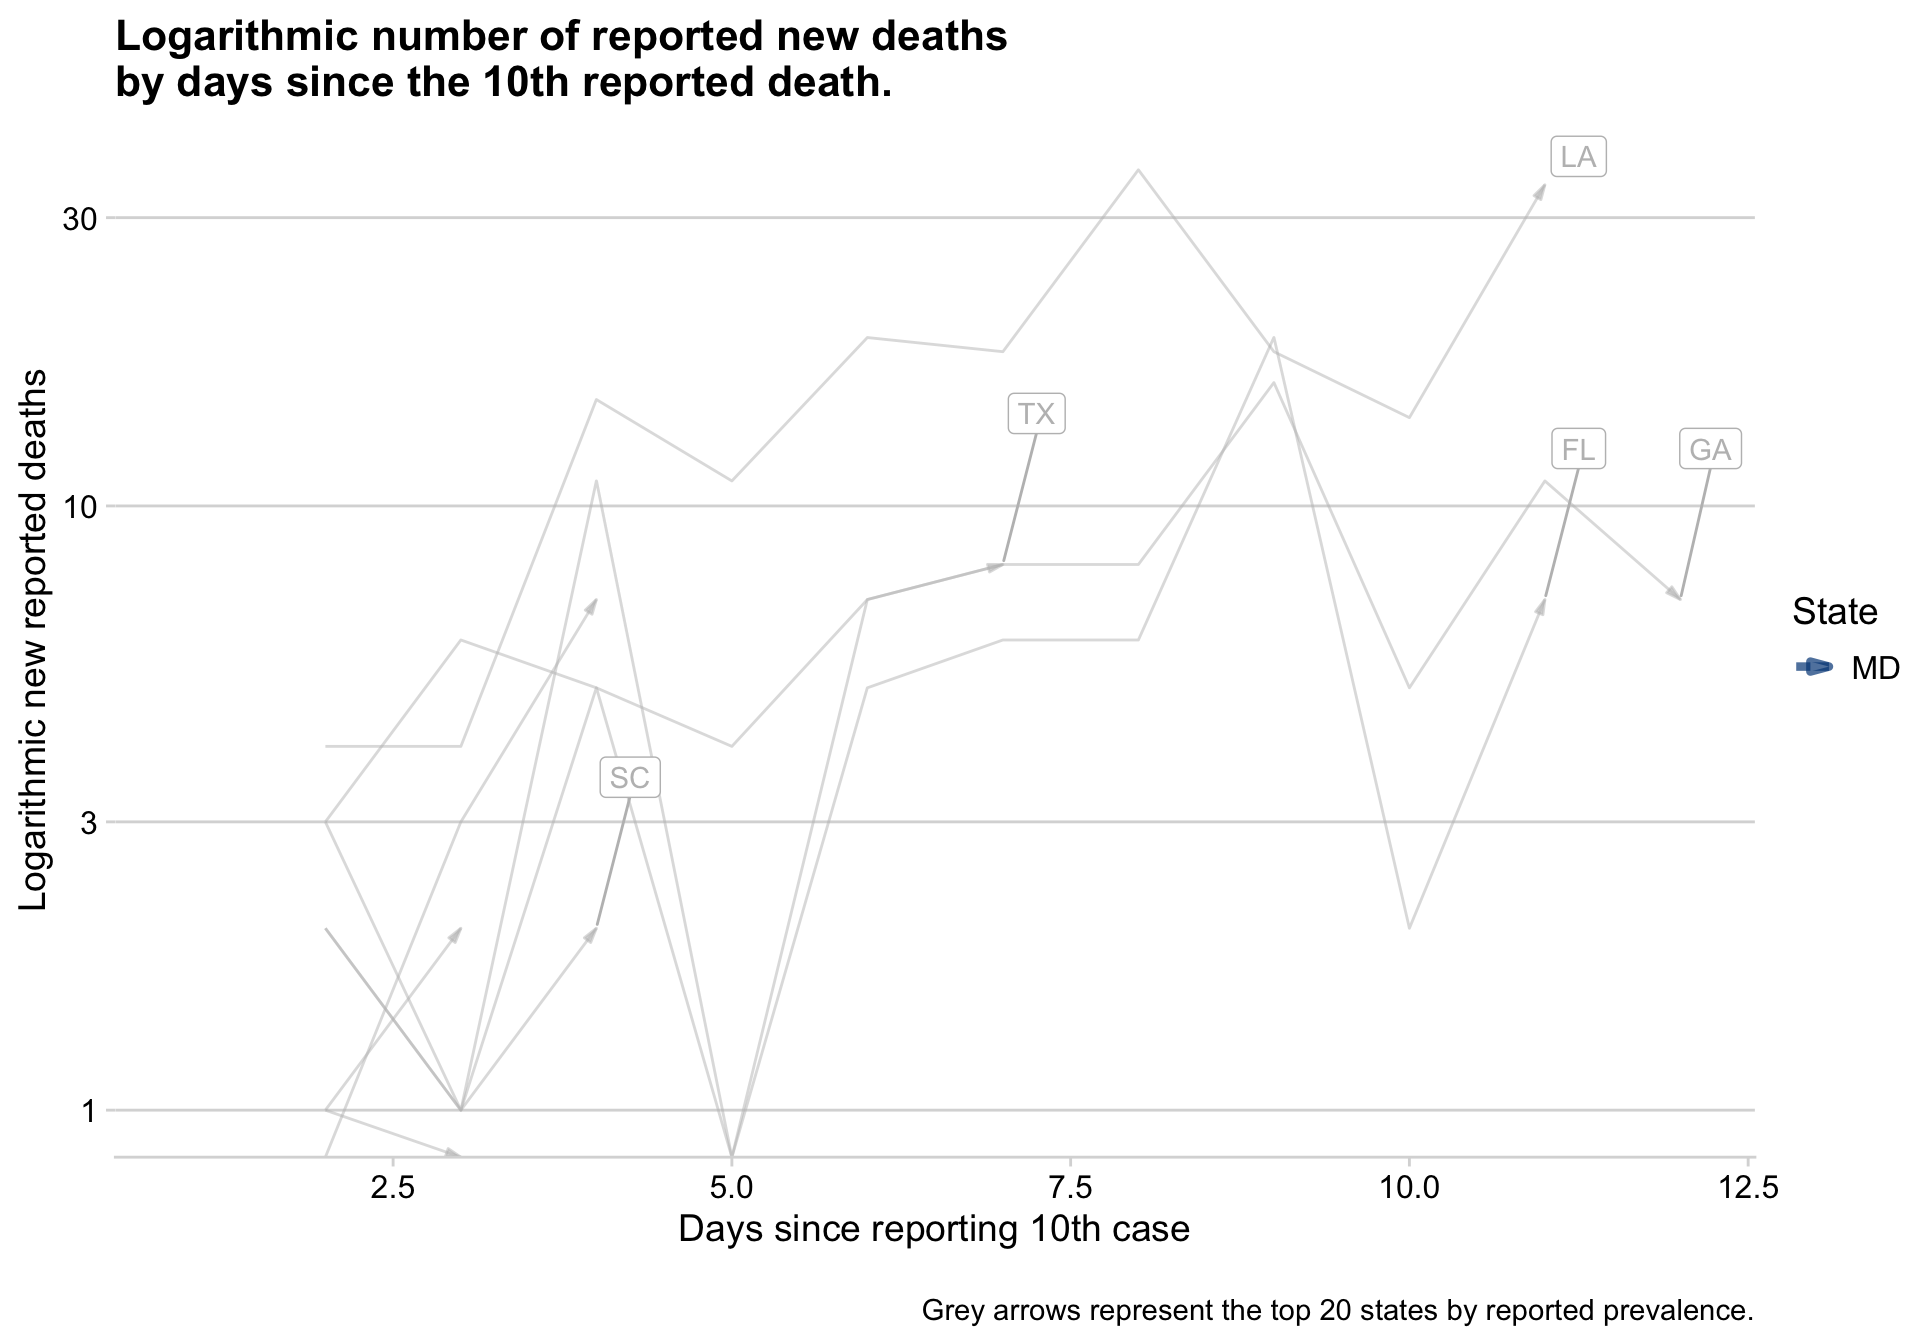 Logarithmic number of reported new deaths
by days since the 10th reported death.
Logarithmic new reported deaths
30
10
3
1
LA
TX
FL
GA
SC
State
MD
2.5
5.0
7.5
10.0
12.5
Days since reporting 10th case
Grey arrows represent the top 20 states by reported prevalence.